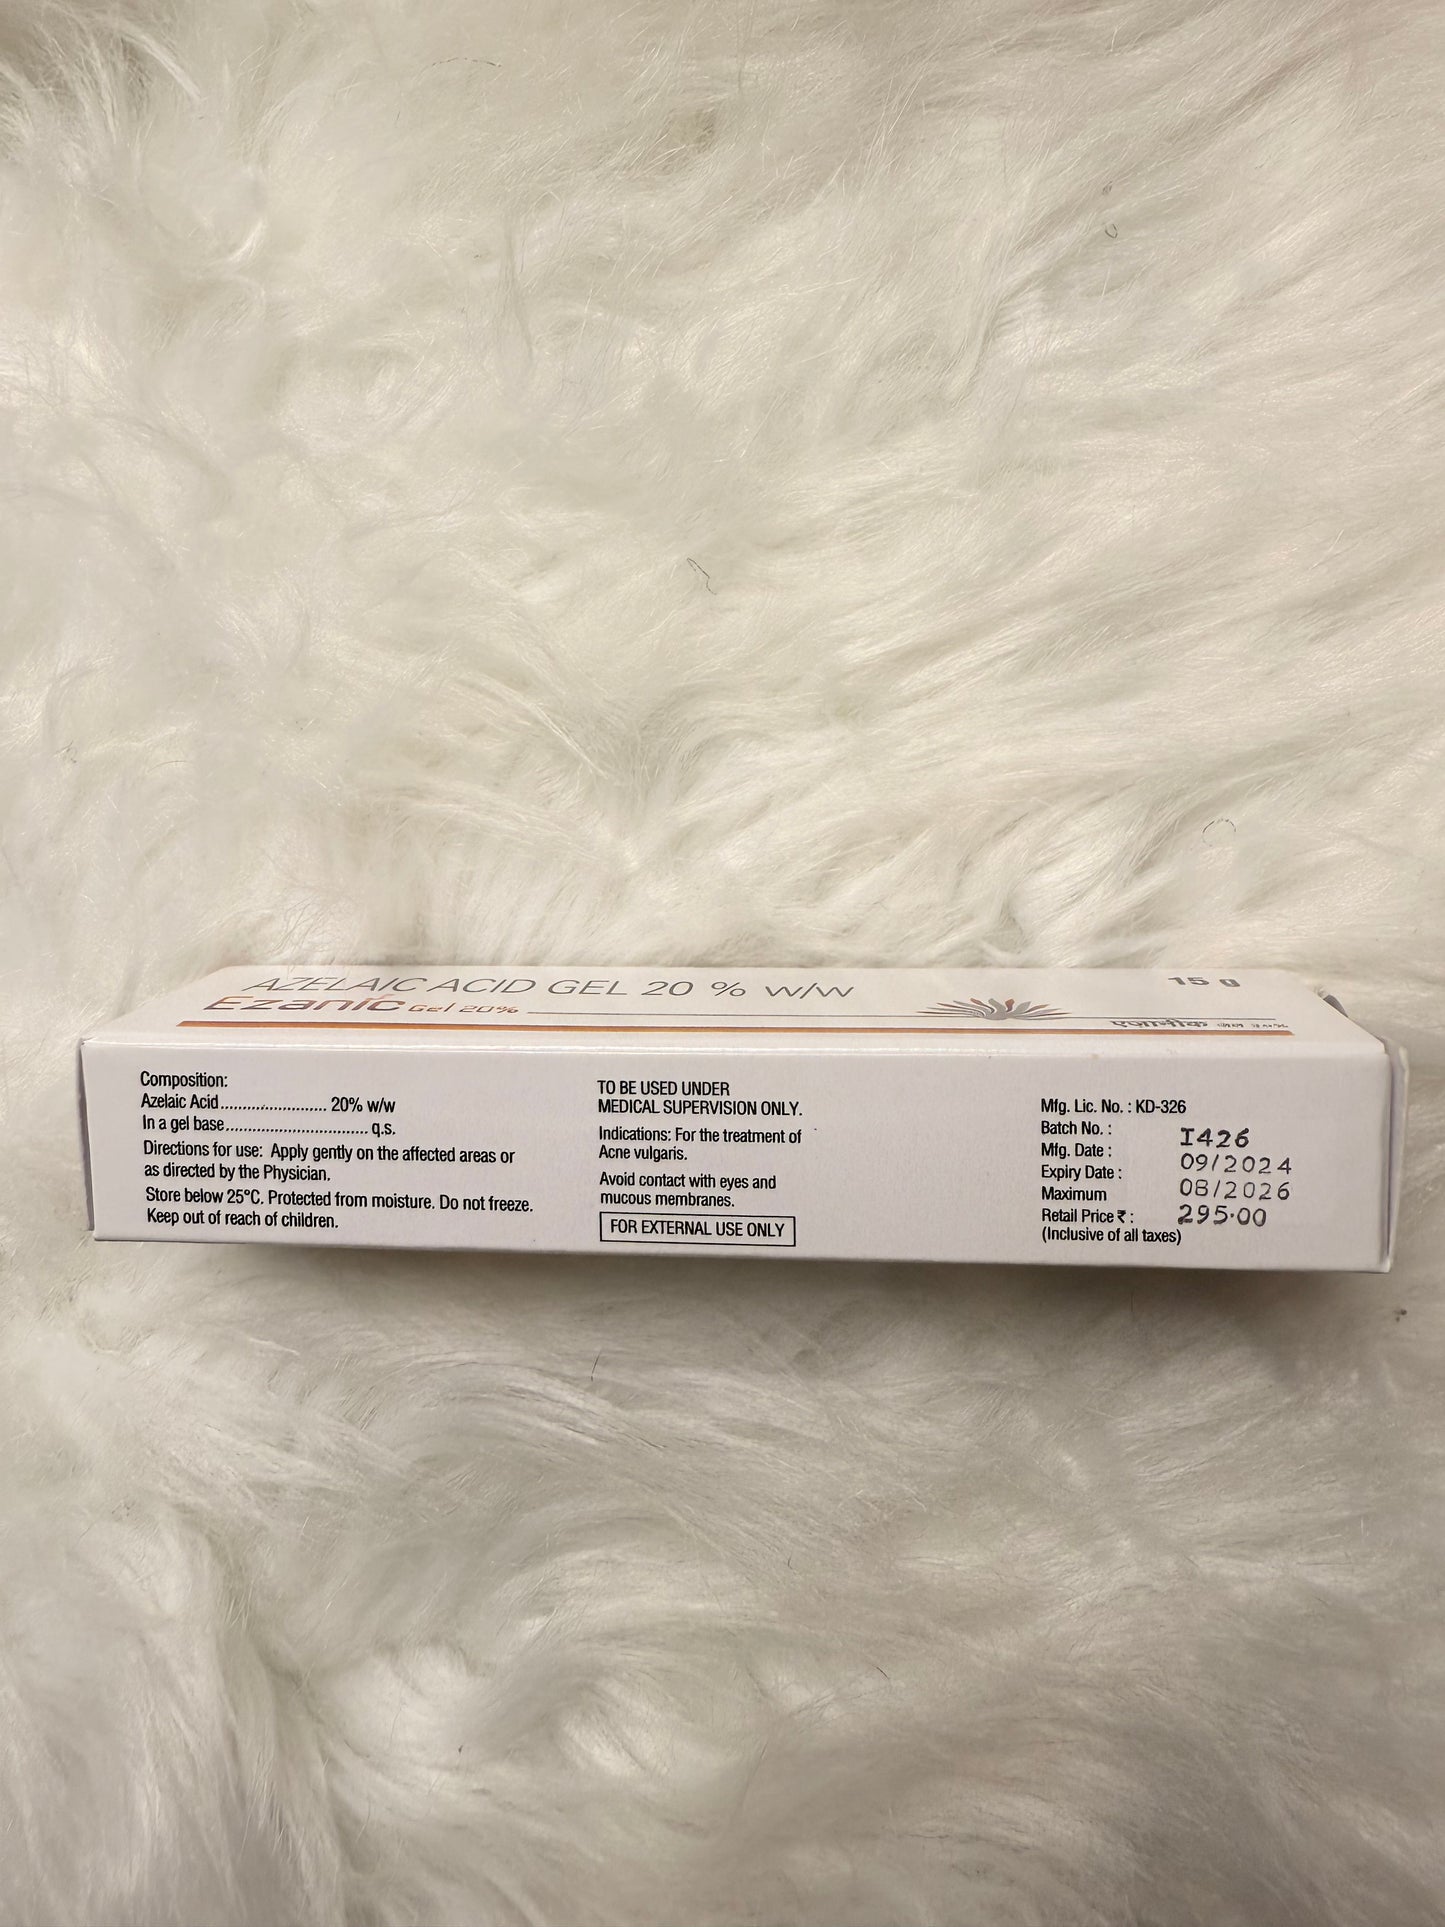 AZELAIC ACID GEL 20 % w/w
15 g
Ezanic Gel 20%
एज़ानीक जेल २०%
Composition:
Azelaic Acid........................ 20% w/w
In a gel base................................ q.s.
Directions for use: Apply gently on the affected areas or
as directed by the Physician.
Store below 25°C. Protected from moisture. Do not freeze.
Keep out of reach of children.
TO BE USED UNDER
MEDICAL SUPERVISION ONLY.
Indications: For the treatment of
Acne vulgaris.
Avoid contact with eyes and
mucous membranes.
FOR EXTERNAL USE ONLY
Mfg. Lic. No. : KD-326
Batch No. : I426
Mfg. Date : 09/2024
Expiry Date : 08/2026
Maximum
Retail Price ₹ : 295.00
(Inclusive of all taxes)